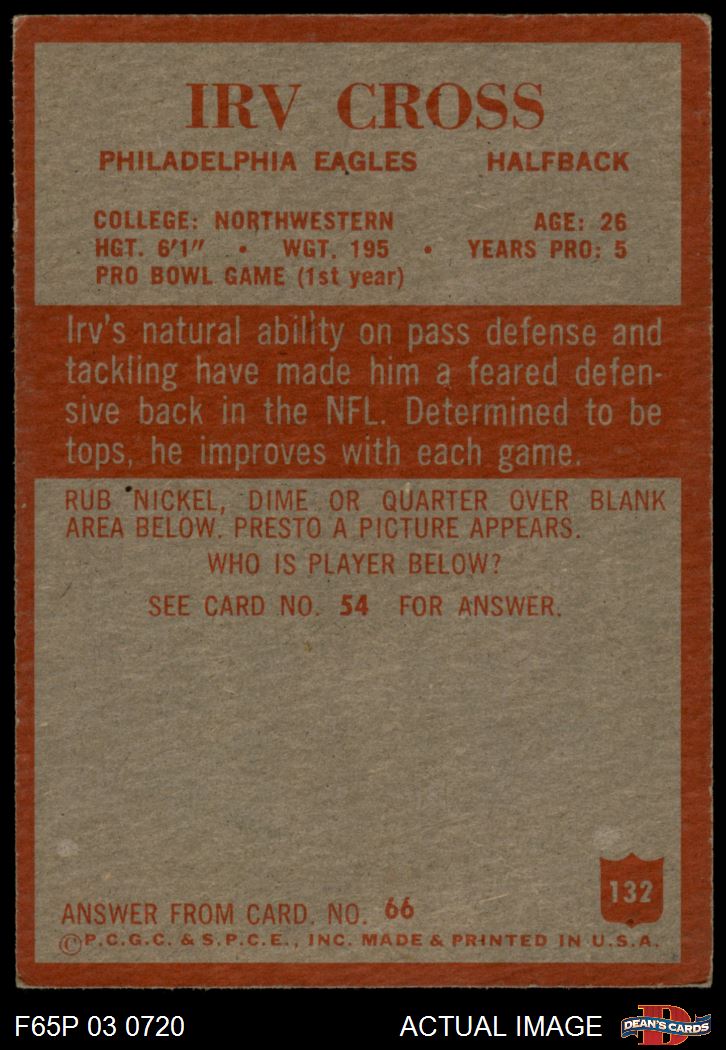 IRV CROSS
PHILADELPHIA EAGLES HALFBACK
COLLEGE: NORTHWESTERN AGE: 26
HGT. 6'1" • WGT. 195 • YEARS PRO: 5
PRO BOWL GAME (1st year)
Irv's natural ability on pass defense and
tackling have made him a feared defen-
sive back in the NFL. Determined to be
tops, he improves with each game.
RUB NICKEL, DIME OR QUARTER OVER BLANK
AREA BELOW. PRESTO A PICTURE APPEARS.
WHO IS PLAYER BELOW?
SEE CARD NO. 54 FOR ANSWER.
132
ANSWER FROM CARD. NO. 66
©P.C.G.C. & S.P.C.E., INC. MADE & PRINTED IN U.S.A.
F65P 03 0720 ACTUAL IMAGE
D
DEAN'S CARDS